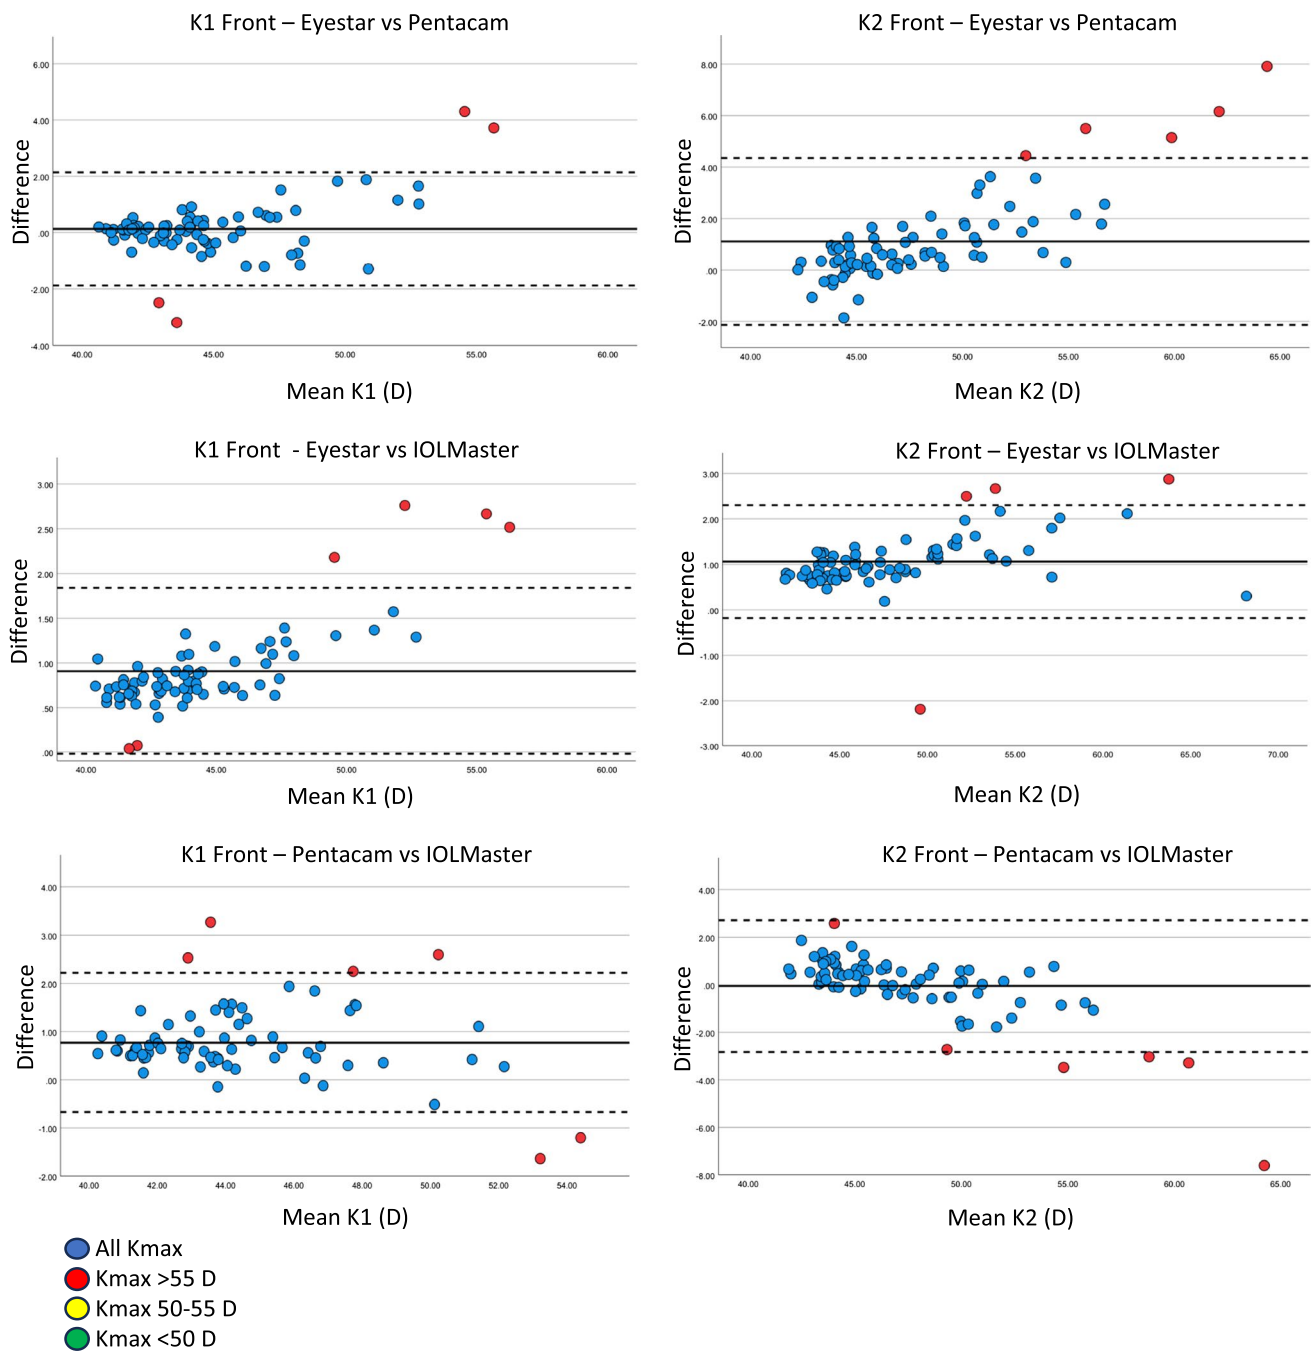 K1 Front – Eyestar vs Pentacam
6.00
4.00
2.00
.00
-2.00
-4.00
Difference
40.00 45.00 50.00 55.00 60.00
Mean K1 (D)
K2 Front – Eyestar vs Pentacam
8.00
6.00
4.00
2.00
.00
-2.00
Difference
40.00 45.00 50.00 55.00 60.00 65.00
Mean K2 (D)
K1 Front - Eyestar vs IOLMaster
3.00
2.50
2.00
1.50
1.00
.50
.00
Difference
40.00 45.00 50.00 55.00 60.00
Mean K1 (D)
K2 Front – Eyestar vs IOLMaster
3.00
2.00
1.00
.00
-1.00
-2.00
-3.00
Difference
40.00 45.00 50.00 55.00 60.00 65.00 70.00
Mean K2 (D)
K1 Front – Pentacam vs IOLMaster
4.00
3.00
2.00
1.00
.00
-1.00
-2.00
Difference
40.00 42.00 44.00 46.00 48.00 50.00 52.00 54.00
Mean K1 (D)
K2 Front – Pentacam vs IOLMaster
4.00
2.00
.00
-2.00
-4.00
-6.00
-8.00
Difference
40.00 45.00 50.00 55.00 60.00 65.00
Mean K2 (D)
All Kmax
Kmax >55 D
Kmax 50-55 D
Kmax <50 D